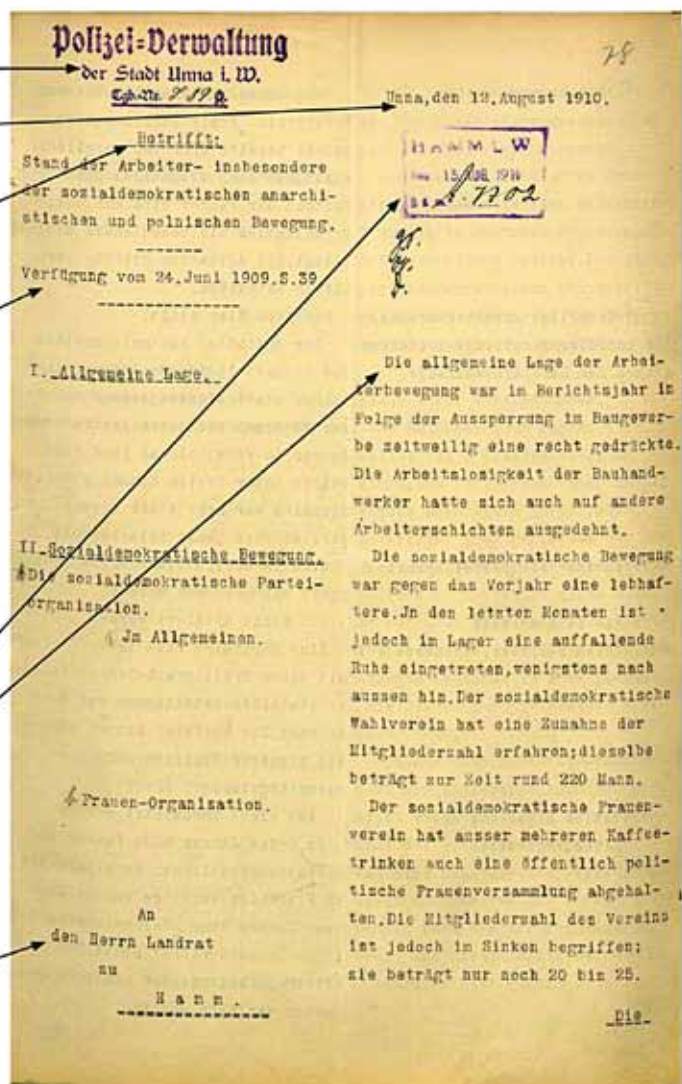 Polizei=Verwaltung
der Stadt Unna i. W.
Tgb.-Nr.
28
Unna,den 12.August 1910.
Betrifft:
Stand der Arbeiter- insbesondere
der sozialdemokratischen anarchi-
stischen und polnischen Bewegung.
Verfügung vom 24.Juni 1909.S.39
HAMM L W
15. AUG. 1910
7702
I. Allgemeine Lage.
Die allgemeine Lage der Arbei-
terbewegung war im Berichtsjahr in
Folge der Aussperrung im Baugewer-
be zeitweilig eine recht gedrückte.
Die Arbeitslosigkeit der Bauhand-
werker hatte sich auch auf andere
Arbeiterschichten ausgedehnt.
II.Sozialdemokratische Bewegung.
Die sozialdemokratische Partei-
organisation.
Jm Allgemeinen.
Die sozialdemokratische Bewegung
war gegen das Vorjahr eine lebhaf-
tere.Jn den letzten Monaten ist
jedoch im Lager eine auffallende
Ruhe eingetreten,wenigstens nach
aussen hin.Der sozialdemokratische
Wahlverein hat eine Zunahme der
Mitgliederzahl erfahren;dieselbe
beträgt zur Zeit rund 220 Mann.
Frauen-Organisation.
Der sozialdemokratische Frauen-
verein hat ausser mehreren Kaffee-
trinken auch eine öffentlich poli-
tische Frauenversammlung abgehal-
ten.Die Mitgliederzahl des Vereins
ist jedoch im Sinken begriffen;
sie beträgt nur noch 20 bis 25.
An
den Herrn Landrat
zu
Hamm.
Die